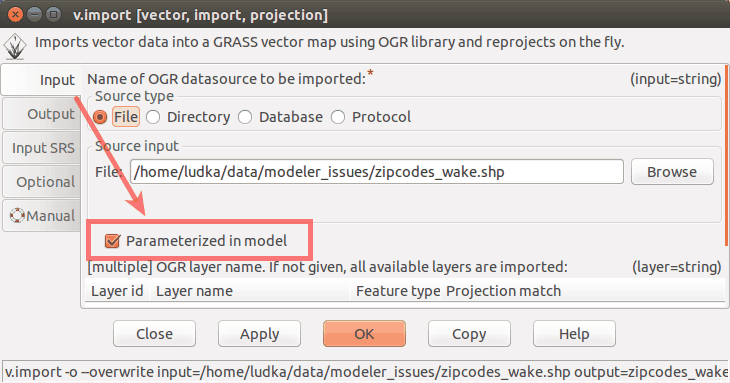 v.import [vector, import, projection]
Imports vector data into a GRASS vector map using OGR library and reprojects on the fly.
Input
Output
Input SRS
Optional
Manual
Name of OGR datasource to be imported:* (input=string)
Source type
File Directory Database Protocol
Source input
File: /home/ludka/data/modeler_issues/zipcodes_wake.shp Browse
Parameterized in model
[multiple] OGR layer name. If not given, all available layers are imported: (layer=string)
Layer id Layer name Feature type Projection match
Close Apply OK Copy Help
v.import -o --overwrite input=/home/ludka/data/modeler_issues/zipcodes_wake.shp output=zipcodes_wake